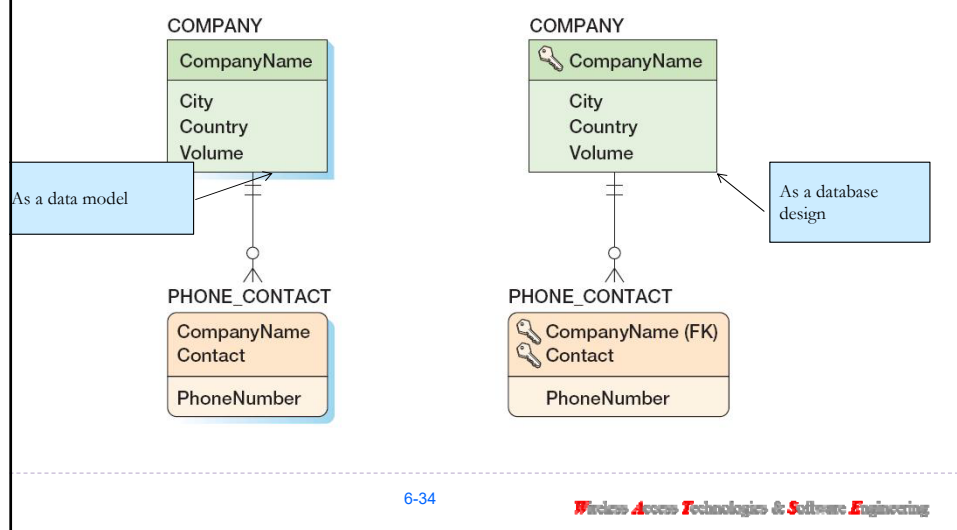 COMPANY
CompanyName
City
Country
Volume
As a data model
PHONE_CONTACT
CompanyName
Contact
PhoneNumber
COMPANY
CompanyName
City
Country
Volume
As a database
design
PHONE_CONTACT
CompanyName (FK)
Contact
PhoneNumber
6-34
Wireless Access Technologies & Software Engineering